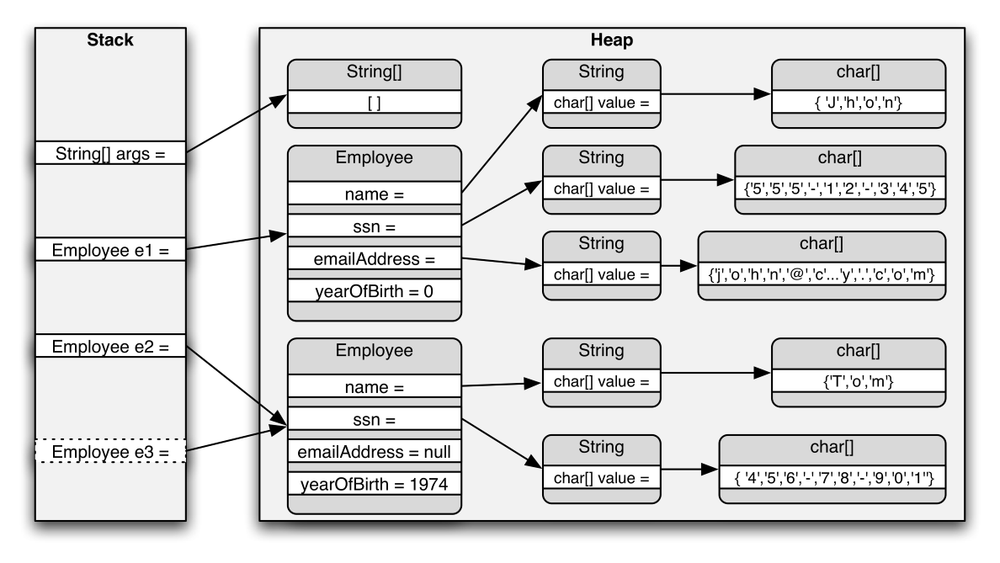 Stack
String[] args =
Employee e1 =
Employee e2 =
Employee e3 =
Heap
String[]
[ ]
Employee
name =
ssn =
emailAddress =
yearOfBirth = 0
String
char[] value =
char[]
{ 'J','h','o','n'}
String
char[] value =
char[]
{'5','5','5','-','1','2','-','3','4','5'}
String
char[] value =
char[]
{'j','o','h','n','@','c'...'y','.','c','o','m'}
Employee
name =
ssn =
emailAddress = null
yearOfBirth = 1974
String
char[] value =
char[]
{'T','o','m'}
String
char[] value =
char[]
{ '4','5','6','-','7','8','-','9','0','1"}